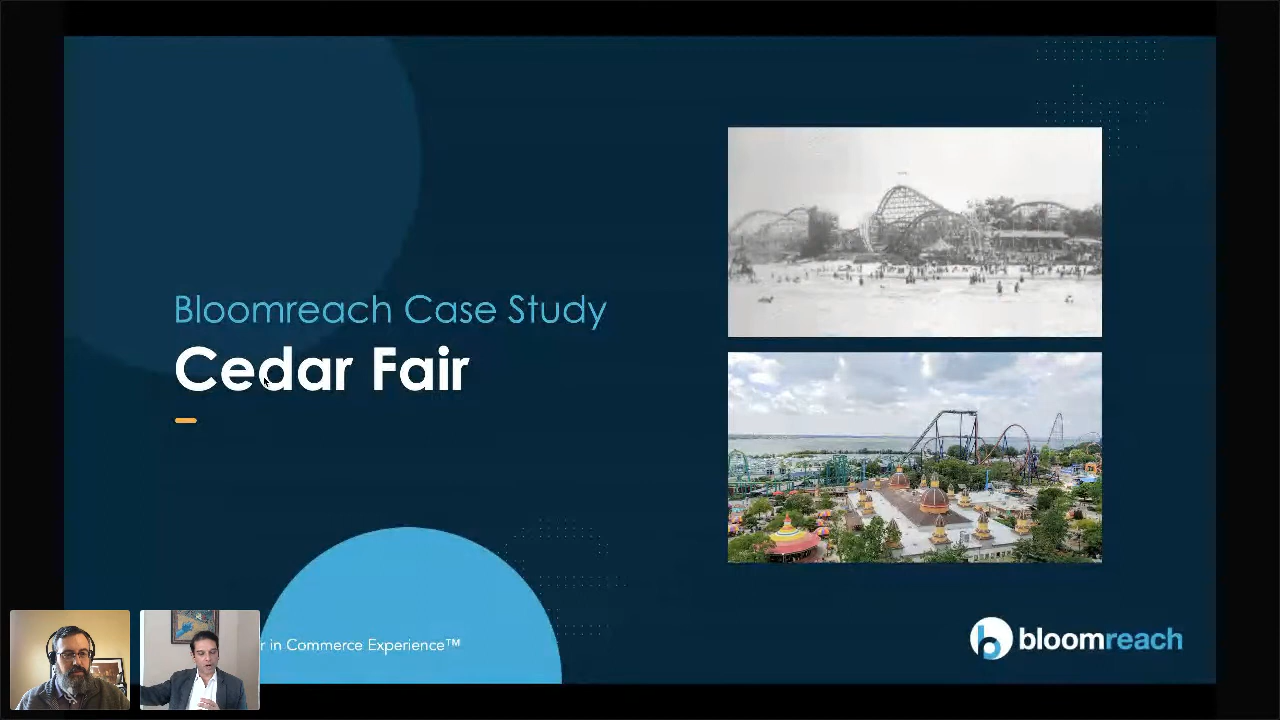 Bloomreach Case Study
Cedar Fair
r in Commerce Experience™
bloomreach